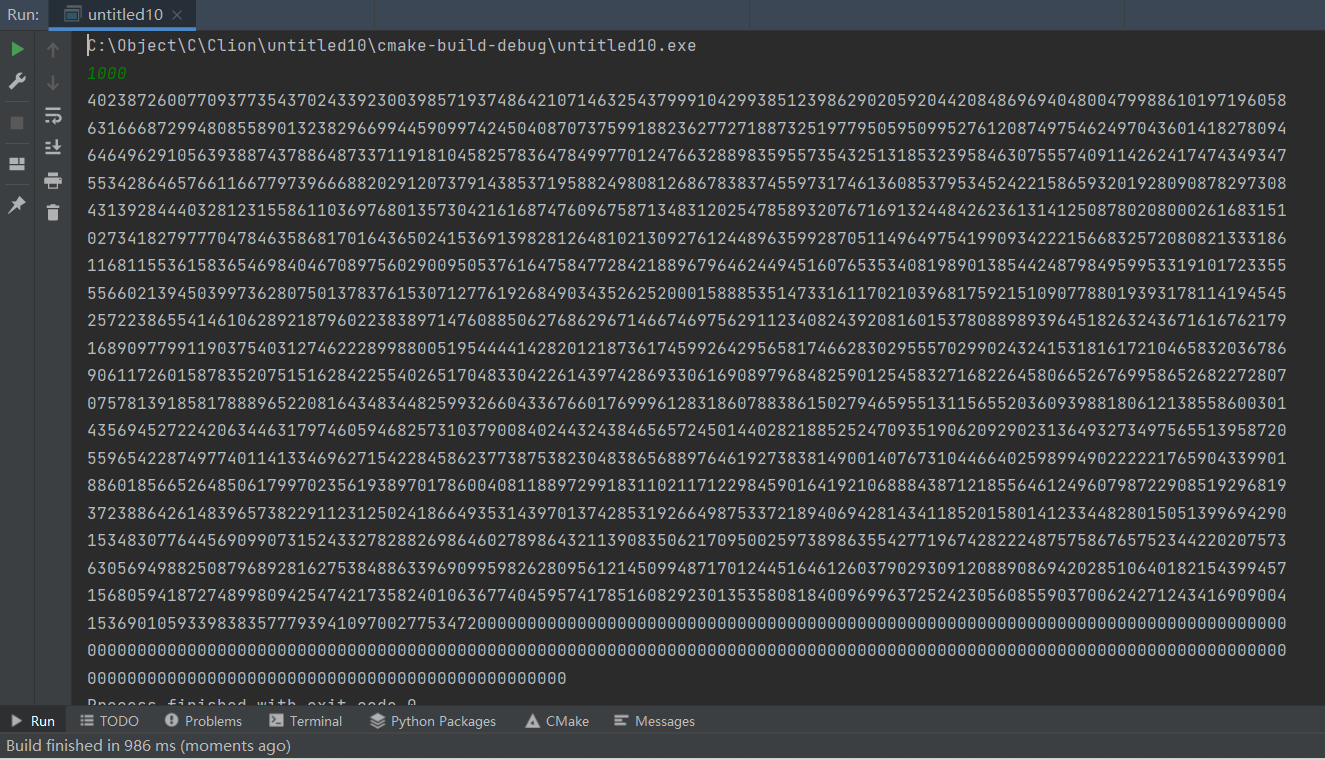 Run:
untitled10
C:\Object\C\Clion\untitled10\cmake-build-debug\untitled10.exe
1000
402387260077093773543702433923003985719374864210714632543799910429938512398629020592044208486969404800479988610197196058
631666872994808558901323829669944590997424504087073759918823627727188732519779505950995276120874975462497043601418278094
646496291056393887437886487337119181045825783647849977012476632889835955735432513185323958463075557409114262417474349347
553428646576611667797396668820291207379143853719588249808126867838374559731746136085379534524221586593201928090878297308
431392844403281231558611036976801357304216168747609675871348312025478589320767169132448426236131412508780208000261683151
027341827977704784635868170164365024153691398281264810213092761244896359928705114964975419909342221566832572080821333186
116811553615836546984046708975602900950537616475847728421889679646244945160765353408198901385442487984959953319101723355
556602139450399736280750137837615307127761926849034352625200015888535147331611702103968175921510907788019393178114194545
257223865541461062892187960223838971476088506276862967146674697562911234082439208160153780889893964518263243671616762179
168909779911903754031274622289988005195444414282012187361745992642956581746628302955570299024324153181617210465832036786
906117260158783520751516284225540265170483304226143974286933061690897968482590125458327168226458066526769958652682272807
075781391858178889652208164348344825993266043367660176999612831860788386150279465955131156552036093988180612138558600301
435694527224206344631797460594682573103790084024432438465657245014402821885252470935190620929023136493273497565513958720
559654228749774011413346962715422845862377387538230483865688976461927383814900140767310446640259899490222221765904339901
886018566526485061799702356193897017860040811889729918311021171229845901641921068884387121855646124960798722908519296819
372388642614839657382291123125024186649353143970137428531926649875337218940694281434118520158014123344828015051399694290
153483077644569099073152433278288269864602789864321139083506217095002597389863554277196742822248757586765752344220207573
630569498825087968928162753848863396909959826280956121450994871701244516461260379029309120889086942028510640182154399457
156805941872748998094254742173582401063677404595741785160829230135358081840096996372524230560855903700624271243416909004
153690105933983835777939410970027753472000000000000000000000000000000000000000000000000000000000000000000000000000000000
000000000000000000000000000000000000000000000000000000000000000000000000000000000000000000000000000000000000000000000000
000000000000000000000000000000000000000000000000
Process finished with exit code 0
Run
TODO
Problems
Terminal
Python Packages
CMake
Messages
Build finished in 986 ms (moments ago)